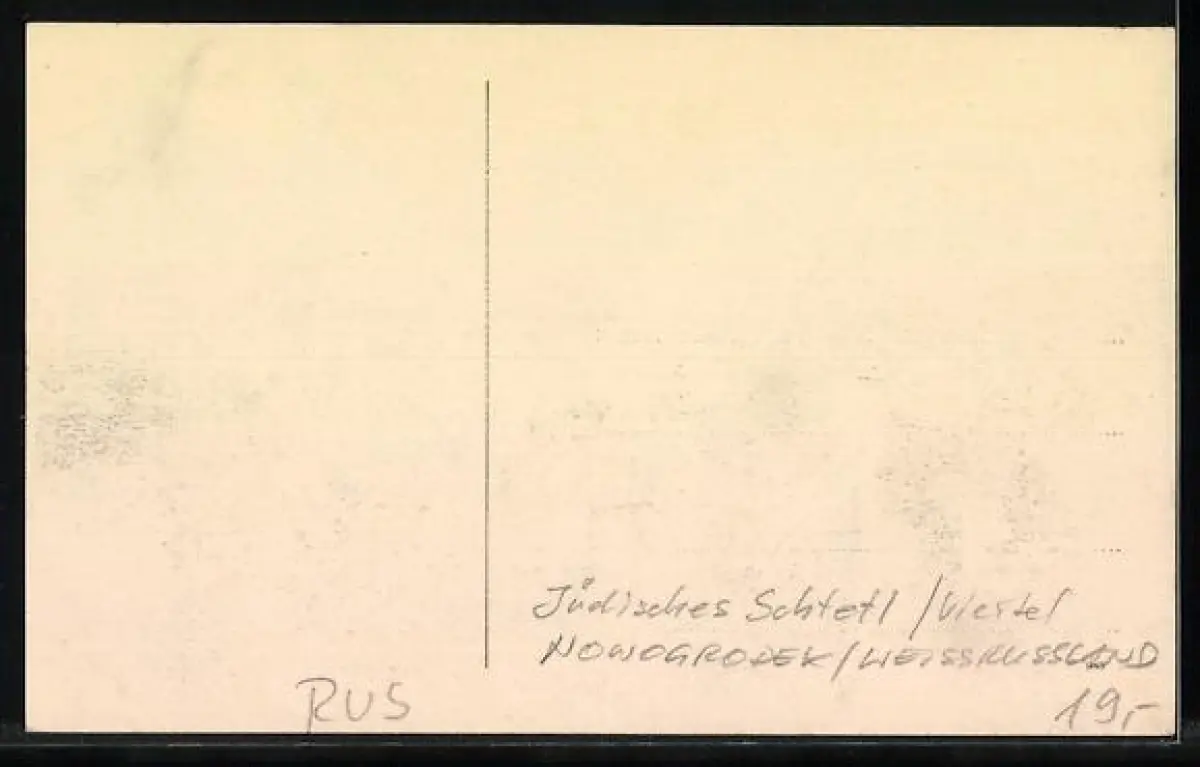 Jüdisches Schtetl / Viertel
NOWOGRODEK / WEISSRUSSLAND
RUS
19,-